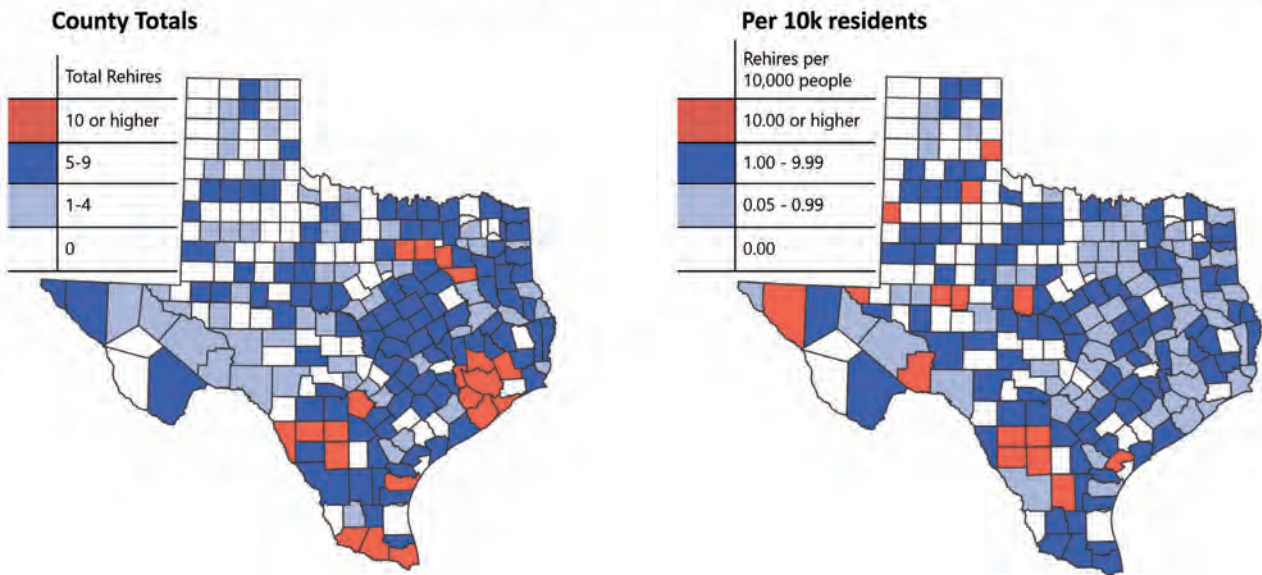 County Totals
Total Rehires
10 or higher
5-9
1-4
0
Per 10k residents
Rehires per
10,000 people
10.00 or higher
1.00 - 9.99
0.05 - 0.99
0.00